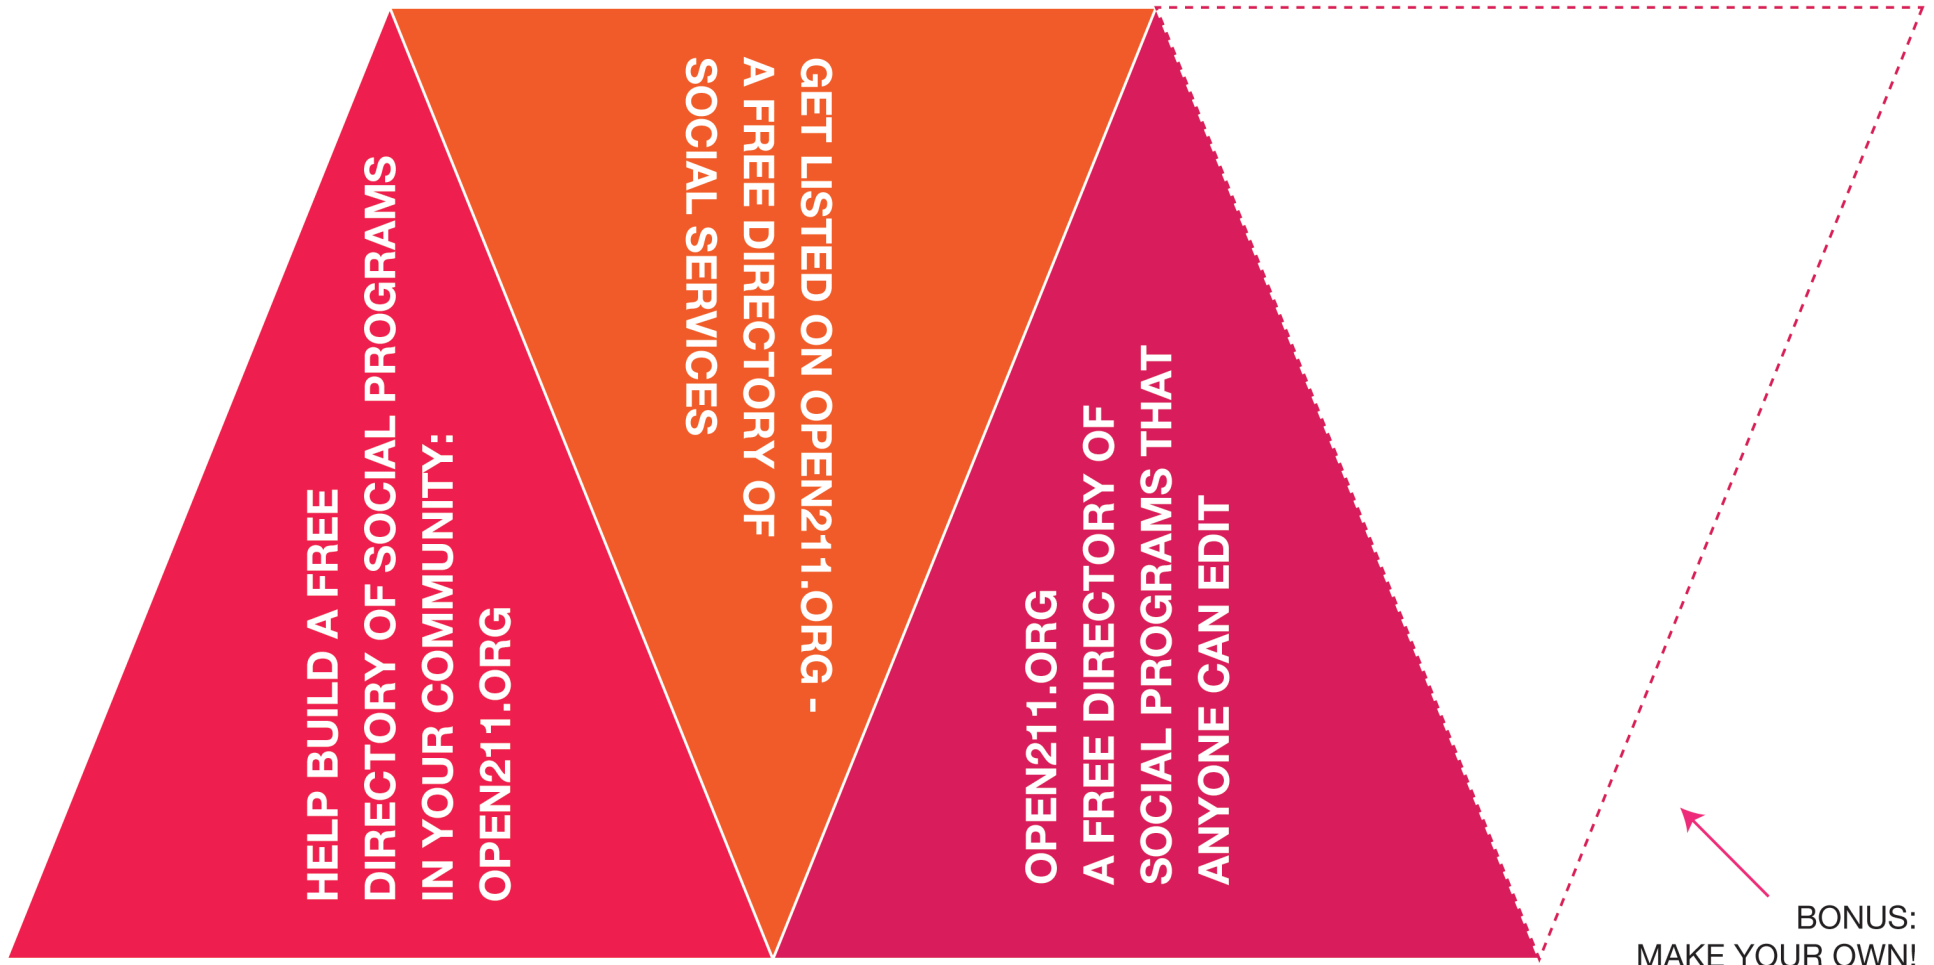 HELP BUILD A FREE
DIRECTORY OF SOCIAL PROGRAMS
IN YOUR COMMUNITY:
OPEN211.ORG
GET LISTED ON OPEN211.ORG -
A FREE DIRECTORY OF
SOCIAL SERVICES
OPEN211.ORG
A FREE DIRECTORY OF
SOCIAL PROGRAMS THAT
ANYONE CAN EDIT
BONUS:
MAKE YOUR OWN!